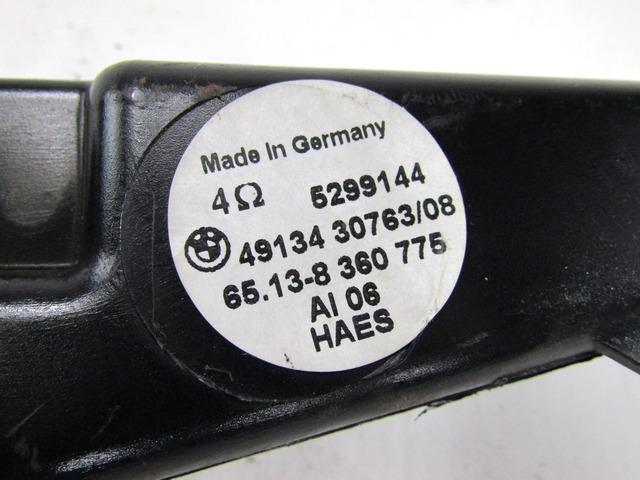 Made in Germany
4Ω 5299144
49134 30763/08
65.13-8 360 775
AI 06
HAES